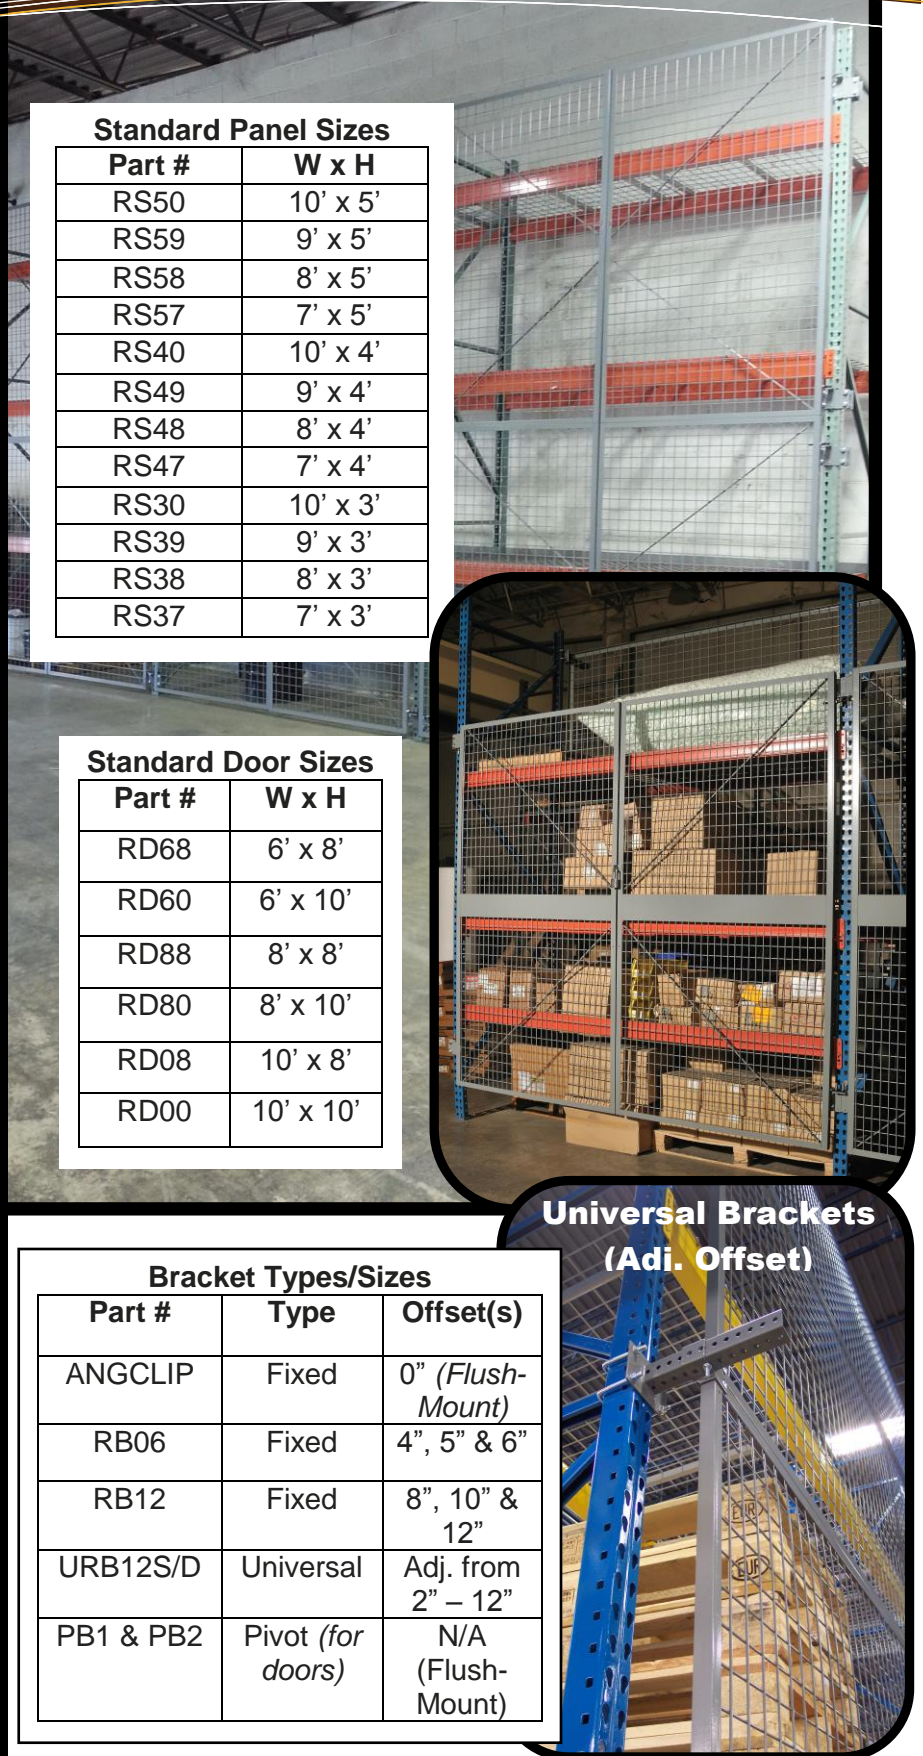 Standard Panel Sizes
Part # W x H
RS50 10’ x 5’
RS59 9’ x 5’
RS58 8’ x 5’
RS57 7’ x 5’
RS40 10’ x 4’
RS49 9’ x 4’
RS48 8’ x 4’
RS47 7’ x 4’
RS30 10’ x 3’
RS39 9’ x 3’
RS38 8’ x 3’
RS37 7’ x 3’
Standard Door Sizes
Part # W x H
RD68 6’ x 8’
RD60 6’ x 10’
RD88 8’ x 8’
RD80 8’ x 10’
RD08 10’ x 8’
RD00 10’ x 10’
Universal Brackets
(Adj. Offset)
Bracket Types/Sizes
Part # Type Offset(s)
ANGCLIP Fixed 0” (Flush-
Mount)
RB06 Fixed 4”, 5” & 6”
RB12 Fixed 8”, 10” &
12”
URB12S/D Universal Adj. from
2” – 12”
PB1 & PB2 Pivot (for N/A
doors) (Flush-
Mount)
EUR
EUR